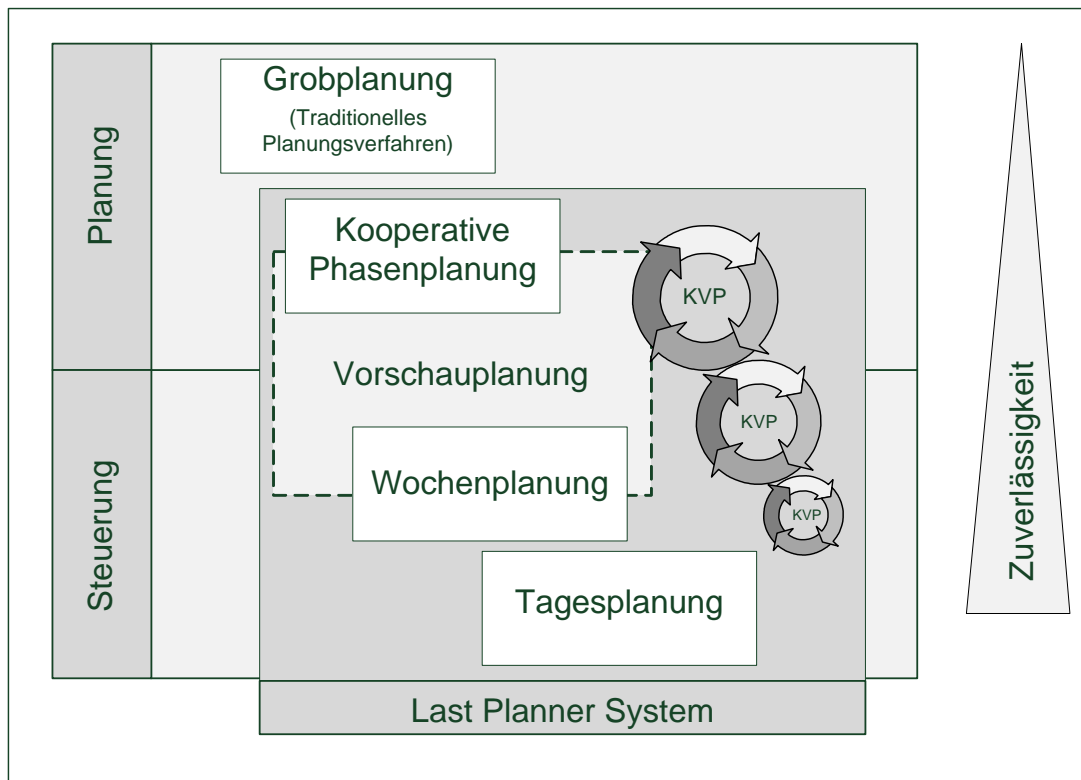 Planung
Grobplanung
(Traditionelles
Planungsverfahren)
Kooperative
Phasenplanung
KVP
Vorschauplanung
KVP
Steuerung
Wochenplanung
KVP
Tagesplanung
Last Planner System
Zuverlässigkeit